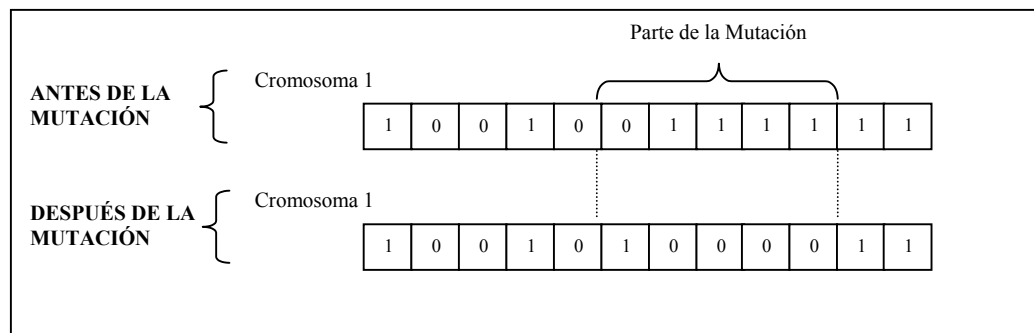 Parte de la Mutación
ANTES DE LA
MUTACIÓN
Cromosoma 1
1 0 0 1 0 0 1 1 1 1 1 1
DESPUÉS DE LA
MUTACIÓN
Cromosoma 1
1 0 0 1 0 1 0 0 0 0 1 1